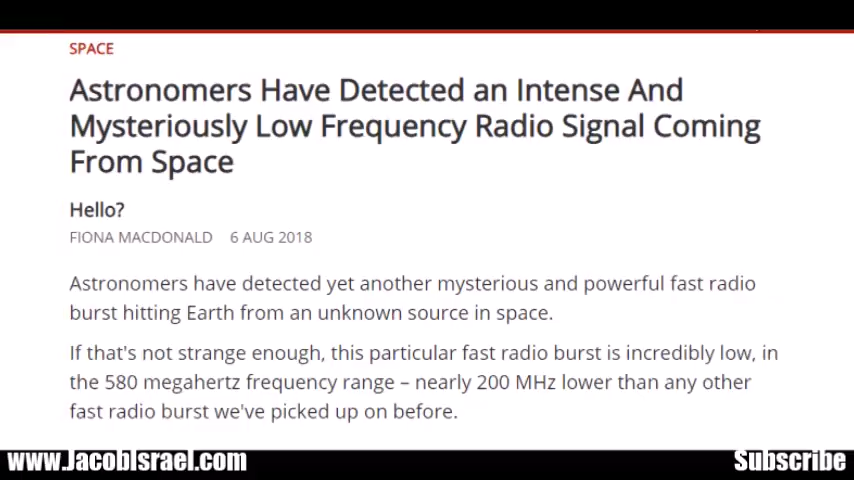 SPACE
Astronomers Have Detected an Intense And
Mysteriously Low Frequency Radio Signal Coming
From Space
Hello?
FIONA MACDONALD 6 AUG 2018
Astronomers have detected yet another mysterious and powerful fast radio
burst hitting Earth from an unknown source in space.
If that's not strange enough, this particular fast radio burst is incredibly low, in
the 580 megahertz frequency range – nearly 200 MHz lower than any other
fast radio burst we've picked up on before.
www.JacobIsrael.com Subscribe